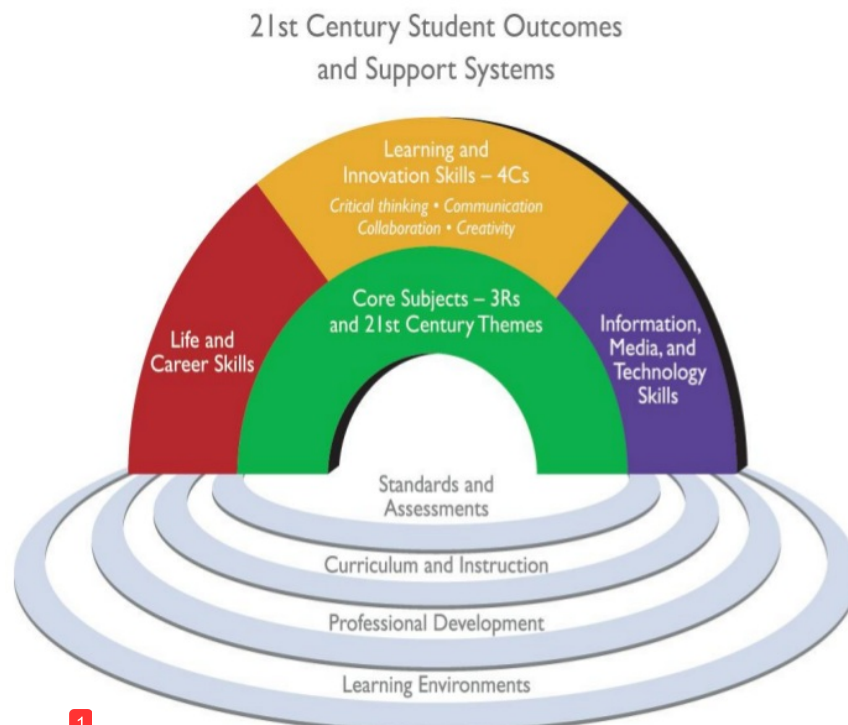 21st Century Student Outcomes
and Support Systems
Learning and
Innovation Skills – 4Cs
Critical thinking • Communication
Collaboration • Creativity
Core Subjects – 3Rs
and 21st Century Themes
Life and
Career Skills
Information,
Media, and
Technology
Skills
Standards and
Assessments
Curriculum and Instruction
Professional Development
Learning Environments
1